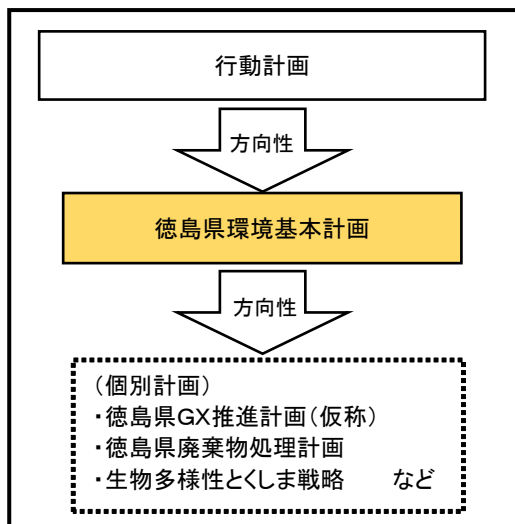 行動計画
方向性
徳島県環境基本計画
方向性
(個別計画)
・徳島県GX推進計画(仮称)
・徳島県廃棄物処理計画
・生物多様性とくしま戦略　　など